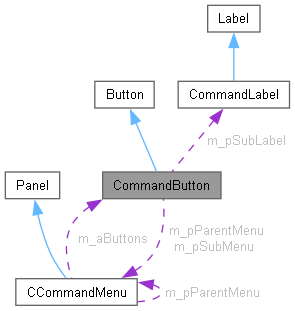 Label
Button
CommandLabel
m_pSubLabel
Panel
CommandButton
m_aButtons
m_pParentMenu
m_pSubMenu
CCommandMenu
m_pParentMenu